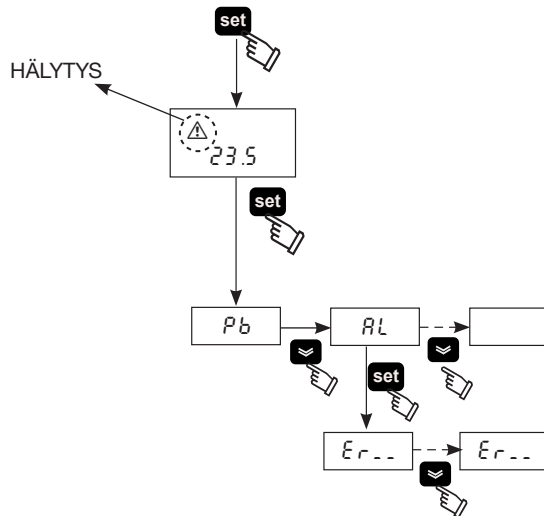 set
HÄLYTYS
23.5
set
Pb
AL
set
Er__
Er__